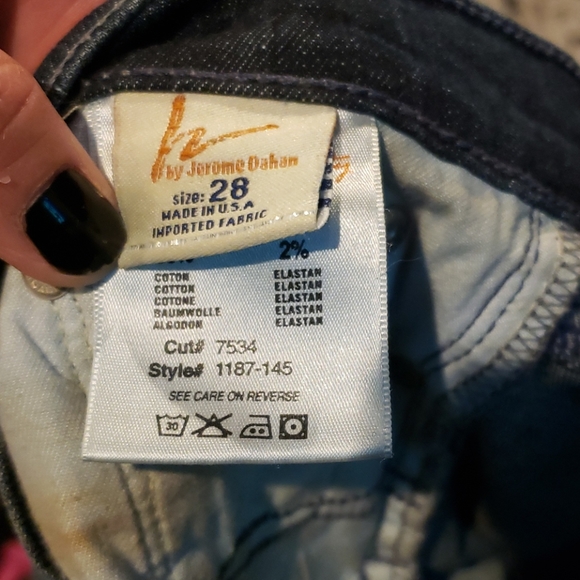 by Jerome Dahan
size: 28
MADE IN U.S.A
IMPORTED FABRIC
2%
COTON ELASTAN
COTTON ELASTAN
COTONE ELASTAN
BAUMWOLLE ELASTAN
ALGODON ELASTAN
Cut# 7534
Style# 1187-145
SEE CARE ON REVERSE
30